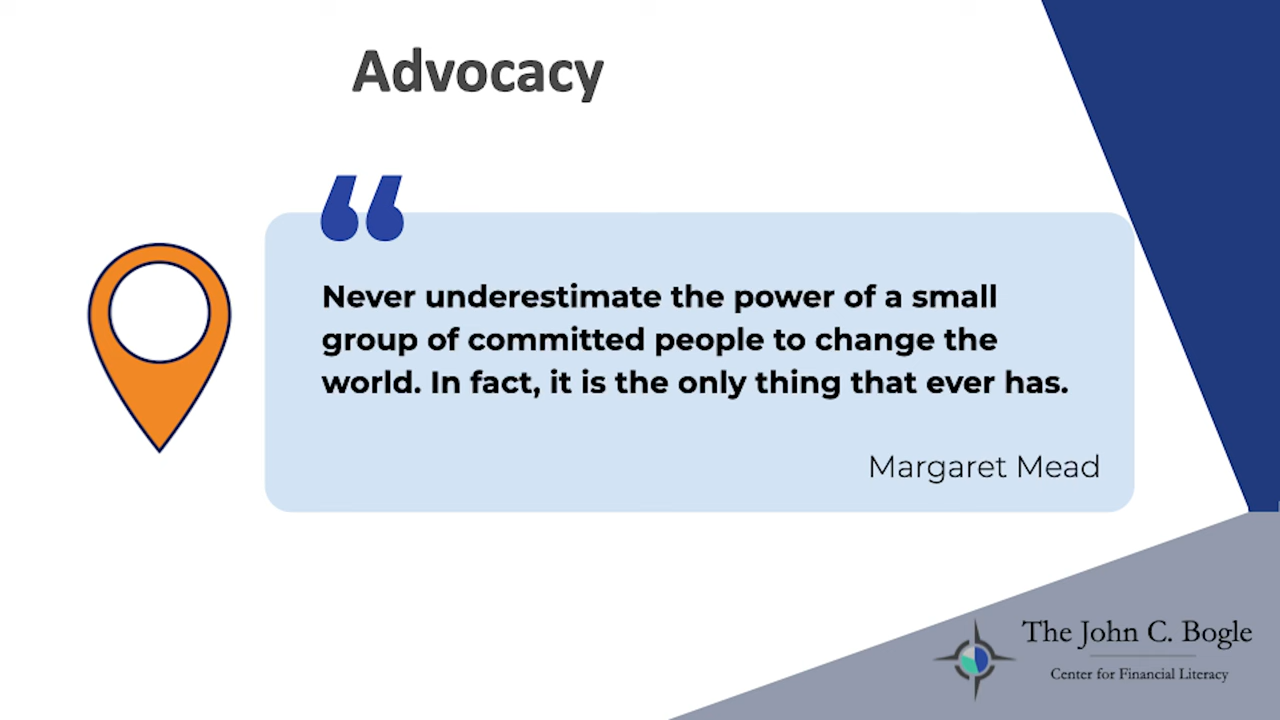 Advocacy
“
Never underestimate the power of a small
group of committed people to change the
world. In fact, it is the only thing that ever has.
Margaret Mead
The John C. Bogle
Center for Financial Literacy